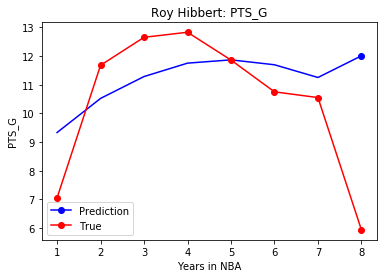 Roy Hibbert: PTS_G
13
12
11
10
9
8
7
6
PTS_G
Prediction
True
1 2 3 4 5 6 7 8
Years in NBA